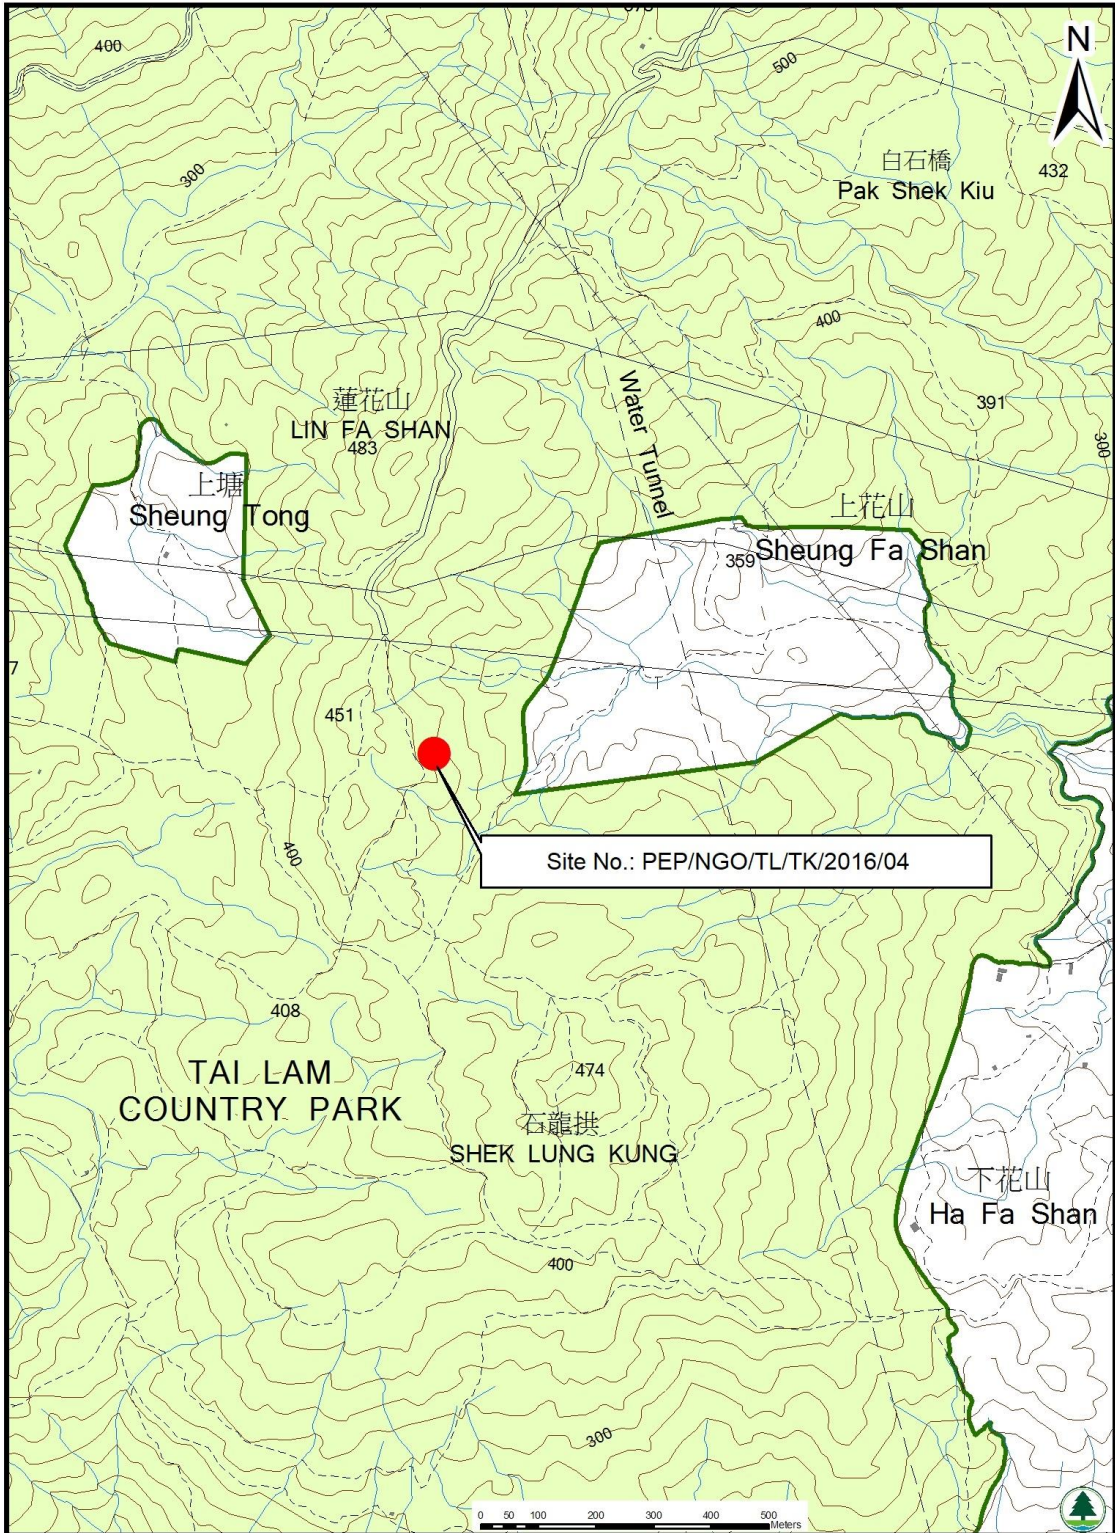 400
500
N
白石橋
Pak Shek Kiu
432
300
400
391
蓮花山
LIN FA SHAN
483
Water Tunnel
300
上塘
Sheung Tong
上花山
Sheung Fa Shan
359
7
451
Site No.: PEP/NGO/TL/TK/2016/04
400
408
TAI LAM
COUNTRY PARK
474
石龍拱
SHEK LUNG KUNG
下花山
Ha Fa Shan
400
300
0 50 100 200 300 400 500
Meters